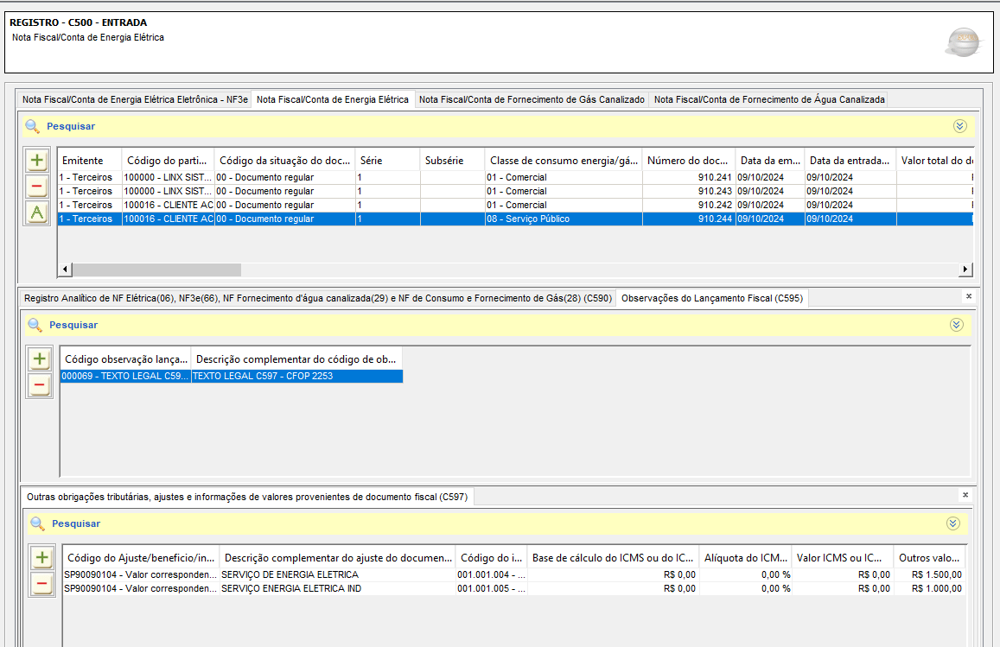 REGISTRO - C500 - ENTRADA
Nota Fiscal/Conta de Energia Elétrica
Nota Fiscal/Conta de Energia Elétrica Eletrônica - NF3e Nota Fiscal/Conta de Energia Elétrica Nota Fiscal/Conta de Fornecimento de Gás Canalizado Nota Fiscal/Conta de Fornecimento de Água Canalizada
Pesquisar
Emitente Código do parti... Código da situação do doc... Série Subsérie Classe de consumo energia/gá... Número do doc... Data da em... Data da entrada... Valor total do do
1 - Terceiros 100000 - LINX SIST... 00 - Documento regular 1 01 - Comercial 910.241 09/10/2024 09/10/2024
1 - Terceiros 100000 - LINX SIST... 00 - Documento regular 1 01 - Comercial 910.243 09/10/2024 09/10/2024
1 - Terceiros 100016 - CLIENTE AC 00 - Documento regular 1 01 - Comercial 910.242 09/10/2024 09/10/2024
1 - Terceiros 100016 - CLIENTE AC 00 - Documento regular 1 08 - Serviço Público 910.244 09/10/2024 09/10/2024
A
Registro Analítico de NF Elétrica(06), NF3e(66), NF Fornecimento d'água canalizada(29) e NF de Consumo e Fornecimento de Gás(28) (C590) Observações do Lançamento Fiscal (C595)
Pesquisar
Código observação lança... Descrição complementar do código de ob...
000069 - TEXTO LEGAL C59... TEXTO LEGAL C597 - CFOP 2253
Outras obrigações tributárias, ajustes e informações de valores provenientes de documento fiscal (C597)
Pesquisar
Código do Ajuste/beneficio/in... Descrição complementar do ajuste do documen... Código do i... Base de cálculo do ICMS ou do IC... Alíquota do ICM... Valor ICMS ou IC... Outros valo...
SP90090104 - Valor corresponden... SERVIÇO DE ENERGIA ELETRICA 001.001.004 - ... R$ 0,00 0,00 % R$ 0,00 R$ 1.500,00
SP90090104 - Valor corresponden... SERVIÇO ENERGIA ELETRICA IND 001.001.005 - ... R$ 0,00 0,00 % R$ 0,00 R$ 1.000,00